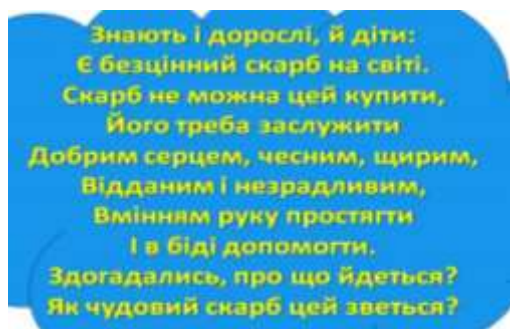 Знають і дорослі, й діти:
Є безцінний скарб на світі.
Скарб не можна цей купити,
Його треба заслужити
Добрим серцем, чесним, щирим,
Відданим і незрадливим,
Вмінням руку простягти
І в біді допомогти.
Здогадались, про що йдеться?
Як чудовий скарб цей зветься?